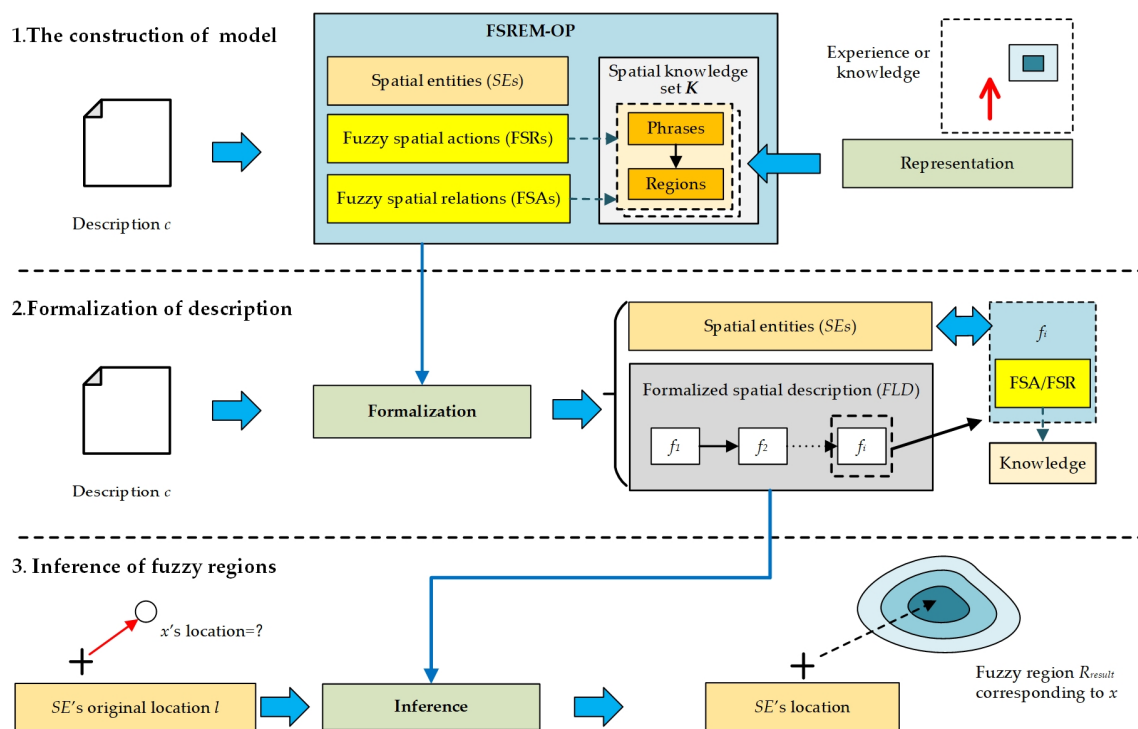 1.The construction of model
FSREM-OP
Spatial entities (SEs)
Fuzzy spatial actions (FSRs)
Fuzzy spatial relations (FSAs)
Spatial knowledge
set K
Phrases
Regions
Experience or
knowledge
Representation
Description c
2.Formalization of description
Description c
Formalization
Spatial entities (SEs)
Formalized spatial description (FLD)
f1
f2
fi
fi
FSA/FSR
Knowledge
3. Inference of fuzzy regions
x's location=?
SE's original location l
Inference
SE's location
Fuzzy region Rresult
corresponding to x